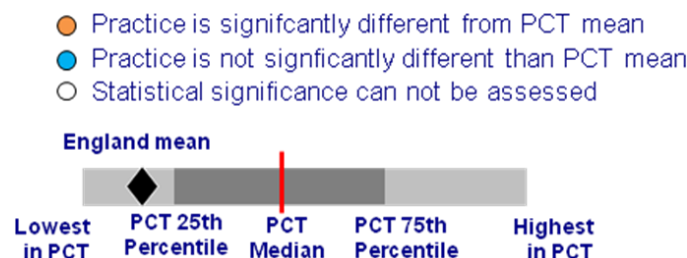 Practice is signifcantly different from PCT mean
Practice is not signficantly different than PCT mean
Statistical significance can not be assessed
England mean
Lowest in PCT
PCT 25th Percentile
PCT Median
PCT 75th Percentile
Highest in PCT